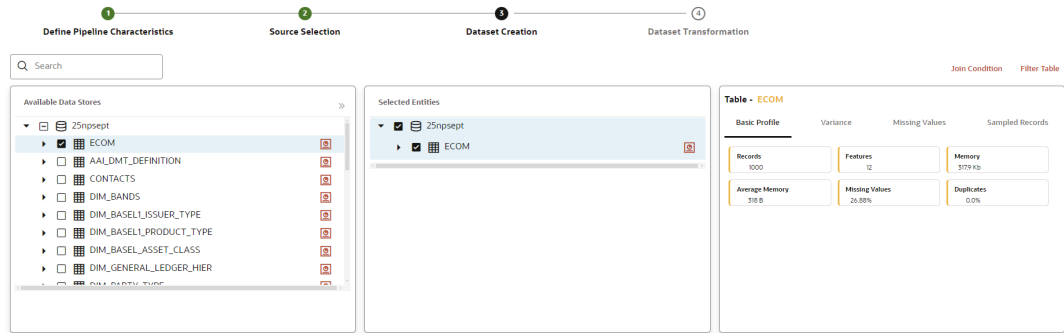 1 2 3 4
Define Pipeline Characteristics Source Selection Dataset Creation Dataset Transformation
Search
Join Condition Filter Table
Available Data Stores
»
25npsept
ECOM
AAI_DMT_DEFINITION
CONTACTS
DIM_BANDS
DIM_BASEL1_ISSUER_TYPE
DIM_BASEL1_PRODUCT_TYPE
DIM_BASEL_ASSET_CLASS
DIM_GENERAL_LEDGER_HIER
DIM_PARTY_TYPE
Selected Entities
25npsept
ECOM
Table - ECOM
Basic Profile Variance Missing Values Sampled Records
Records Features Memory
1000 12 317.9 Kb
Average Memory Missing Values Duplicates
318 B 26.88% 0.0%